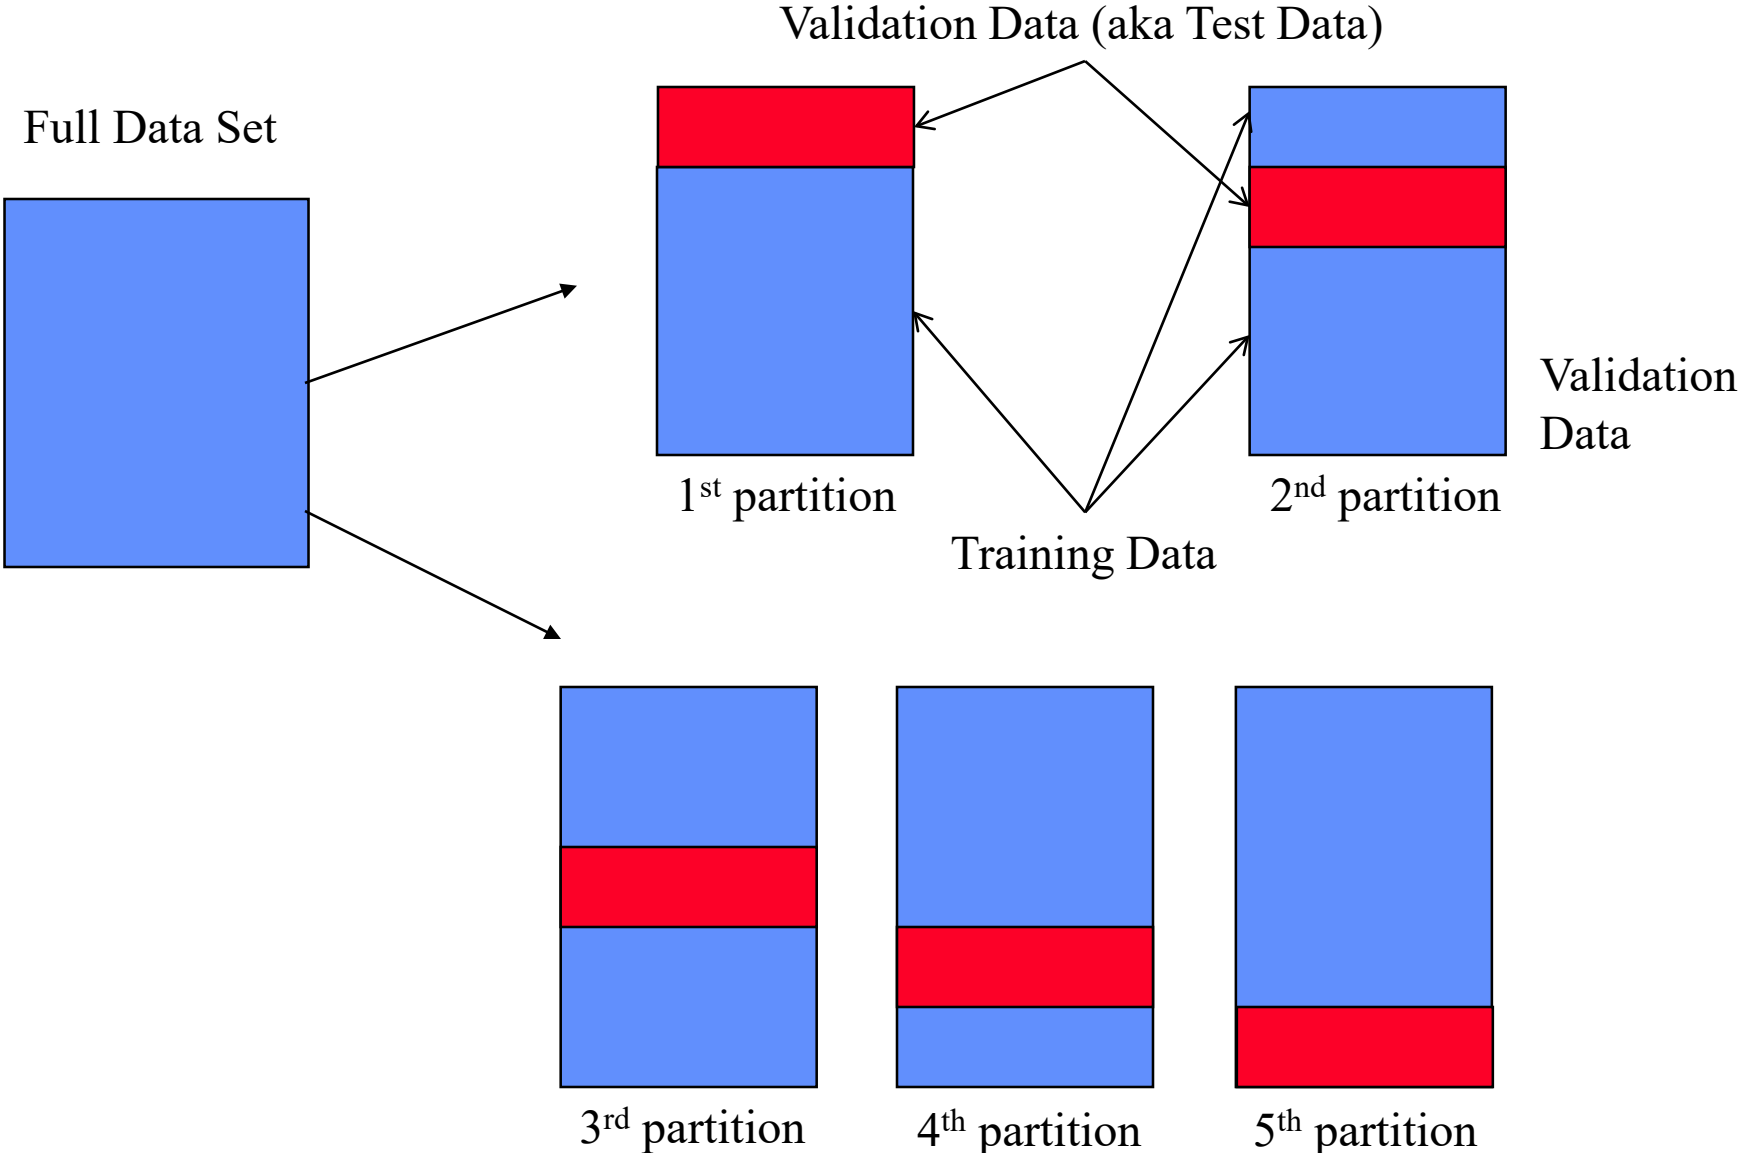 Validation Data (aka Test Data)
Full Data Set
Validation
Data
1st partition
2nd partition
Training Data
3rd partition
4th partition
5th partition